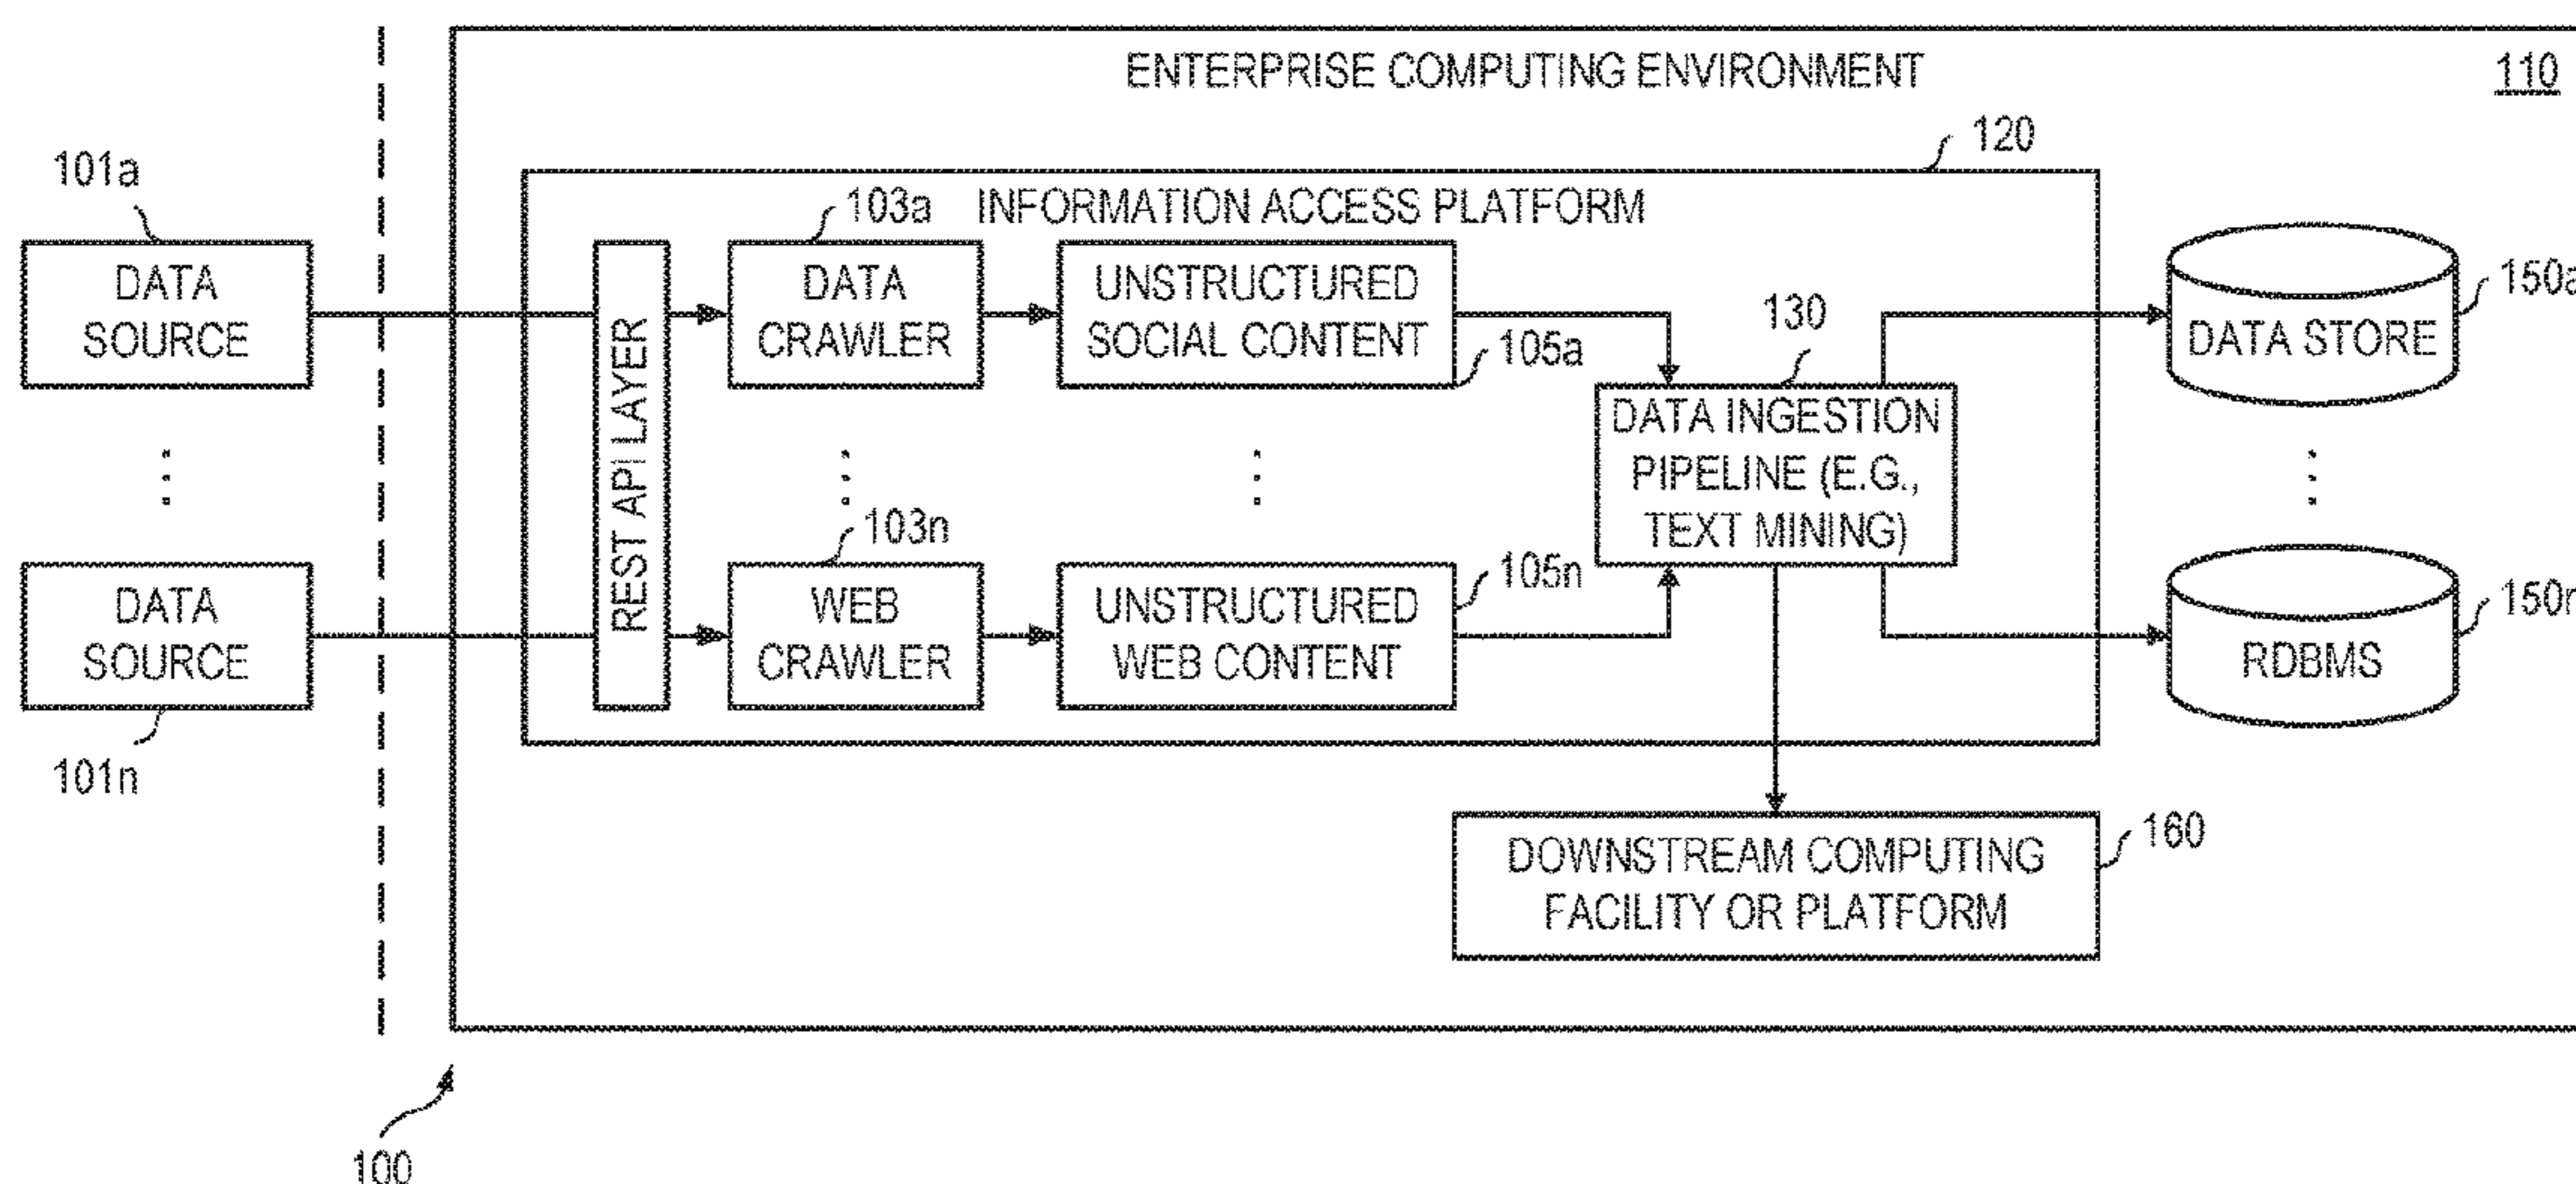 ENTERPRISE COMPUTING ENVIRONMENT
110
120
101a
103a
INFORMATION ACCESS PLATFORM
DATA
SOURCE
REST API LAYER
DATA
CRAWLER
UNSTRUCTURED
SOCIAL CONTENT
105a
130
DATA STORE
150a
DATA INGESTION
PIPELINE (E.G.,
TEXT MINING)
103n
DATA
SOURCE
101n
WEB
CRAWLER
UNSTRUCTURED
WEB CONTENT
105n
RDBMS
150n
DOWNSTREAM COMPUTING
FACILITY OR PLATFORM
160
100